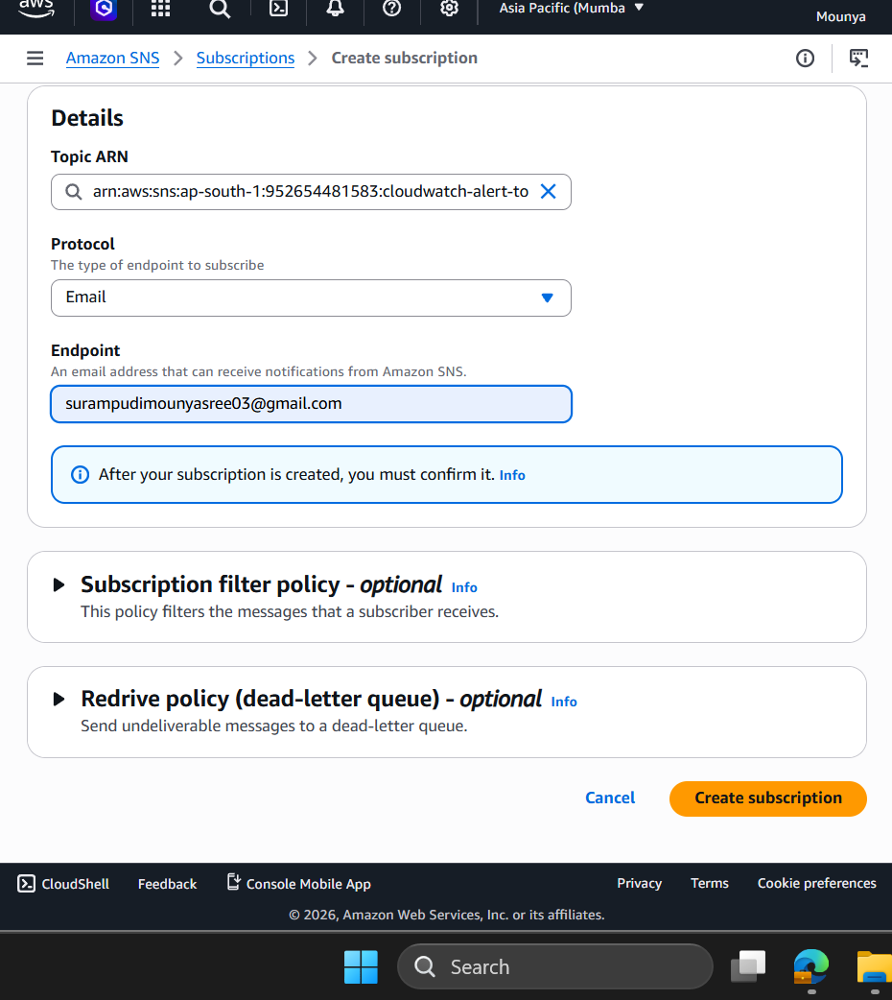 aws
Asia Pacific (Mumba
Mounya
Amazon SNS > Subscriptions > Create subscription
Details
Topic ARN
arn:aws:sns:ap-south-1:952654481583:cloudwatch-alert-to
Protocol
The type of endpoint to subscribe
Email
Endpoint
An email address that can receive notifications from Amazon SNS.
surampudimounyasree03@gmail.com
After your subscription is created, you must confirm it. Info
Subscription filter policy - optional Info
This policy filters the messages that a subscriber receives.
Redrive policy (dead-letter queue) - optional Info
Send undeliverable messages to a dead-letter queue.
Cancel Create subscription
CloudShell Feedback Console Mobile App Privacy Terms Cookie preferences
© 2026, Amazon Web Services, Inc. or its affiliates.
Search